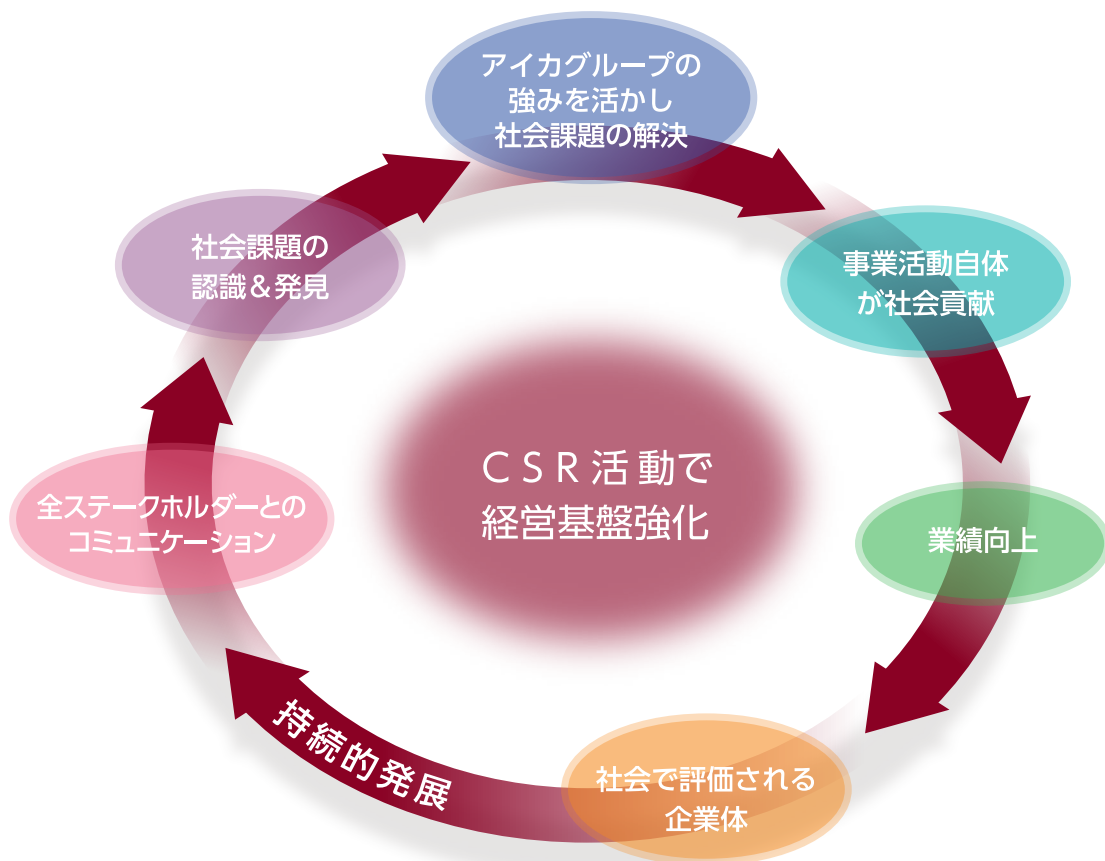 アイカグループの
強みを活かし
社会課題の解決
社会課題の
認識＆発見
事業活動自体
が社会貢献
CSR活動で
経営基盤強化
全ステークホルダーとの
コミュニケーション
業績向上
持続的発展
社会で評価される
企業体